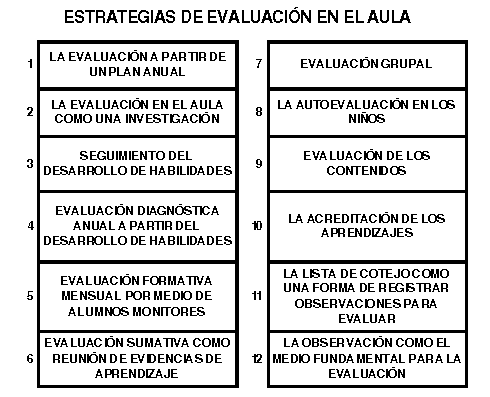 ESTRATEGIAS DE EVALUACIÓN EN EL AULA
1 LA EVALUACIÓN A PARTIR DE
UN PLAN ANUAL
2 LA EVALUACIÓN EN EL AULA
COMO UNA INVESTIGACIÓN
3 SEGUIMIENTO DEL
DESARROLLO DE HABILIDADES
4 EVALUACIÓN DIAGNÓSTICA
ANUAL A PARTIR DEL
DESARROLLO DE HABILIDADES
5 EVALUACIÓN FORMATIVA
MENSUAL POR MEDIO DE
ALUMNOS MONITORES
6 EVALUACIÓN SUMATIVA COMO
REUNIÓN DE EVIDENCIAS DE
APRENDIZAJE
7 EVALUACIÓN GRUPAL
8 LA AUTOEVALUACIÓN EN LOS
NIÑOS
9 EVALUACIÓN DE LOS
CONTENIDOS
10 LA ACREDITACIÓN DE LOS
APRENDIZAJES
11 LA LISTA DE COTEJO COMO
UNA FORMA DE REGISTRAR
OBSERVACIONES PARA
EVALUAR
12 LA OBSERVACIÓN COMO EL
MEDIO FUNDAMENTAL PARA LA
EVALUACIÓN